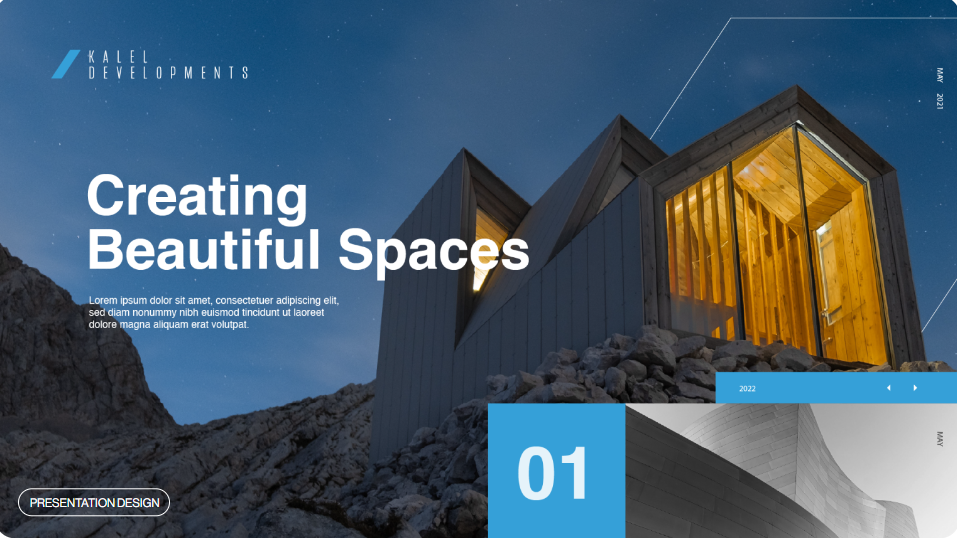 KALEL
DEVELOPMENTS
MAY 2021
Creating
Beautiful Spaces
Lorem ipsum dolor sit amet, consectetuer adipiscing elit,
sed diam nonummy nibh euismod tincidunt ut laoreet
dolore magna aliquam erat volutpat.
2022
01
MAY
PRESENTATION DESIGN